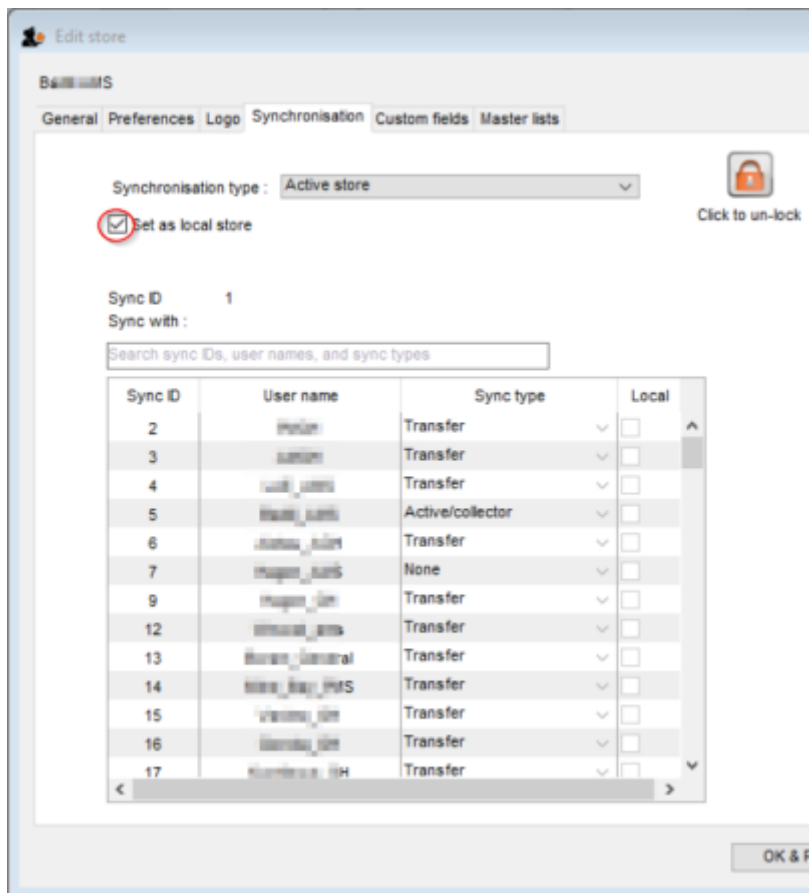 Edit store
General Preferences Logo Synchronisation Custom fields Master lists
Synchronisation type : Active store
Click to un-lock
Set as local store
Sync ID 1
Sync with :
Search sync IDs, user names, and sync types
Sync ID User name Sync type Local
2 Transfer
3 Transfer
4 Transfer
5 Active/collector
6 Transfer
7 None
9 Transfer
12 Transfer
13 Transfer
14 Transfer
15 Transfer
16 Transfer
17 Transfer
OK &